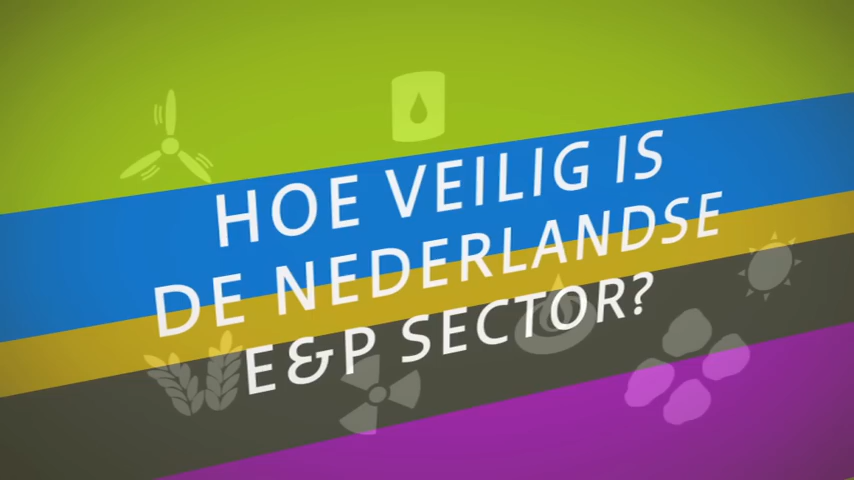 HOE VEILIG IS
DE NEDERLANDSE
E&P SECTOR?